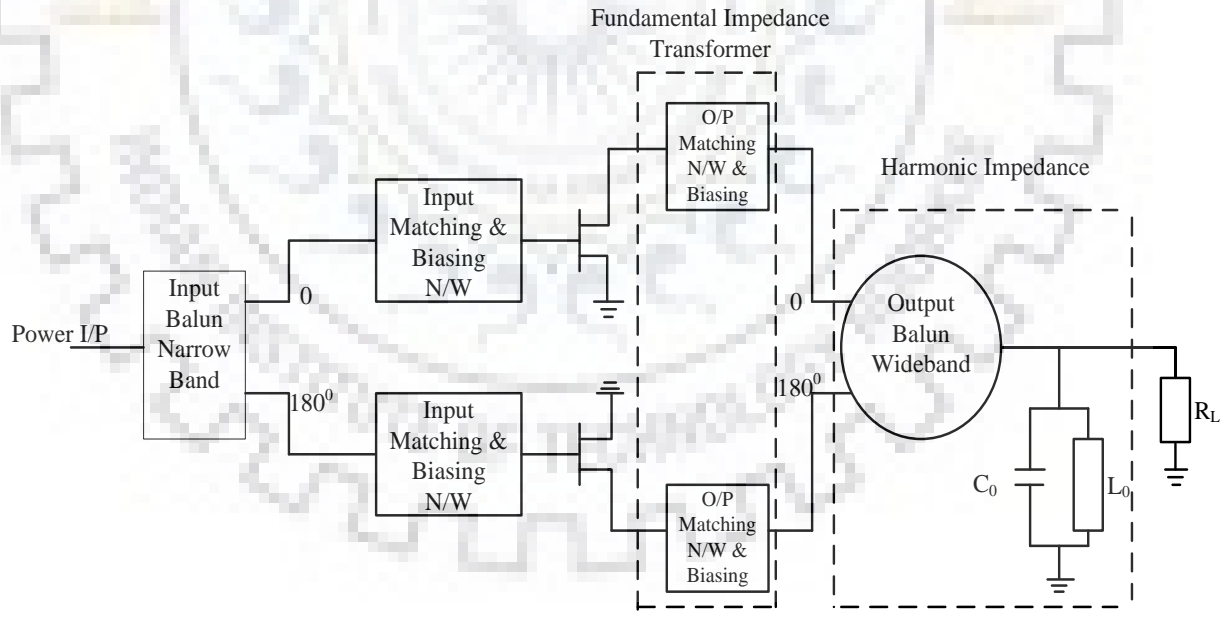 Fundamental Impedance
Transformer
O/P
Matching
N/W &
Biasing
Harmonic Impedance
Input
Matching &
Biasing
N/W
Input
Balun
Narrow
Band
Power I/P
0
0
Output
Balun
Wideband
180⁰
180⁰
Input
Matching &
Biasing
N/W
R_L
C₀
L₀
O/P
Matching
N/W &
Biasing